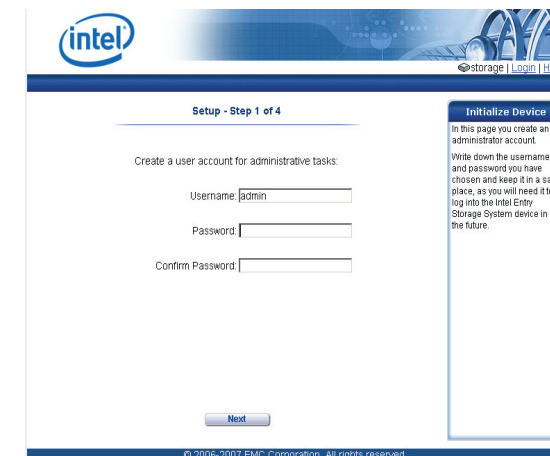 intel
storage | Login | H
Setup - Step 1 of 4
Create a user account for administrative tasks:
Username: admin
Password:
Confirm Password:
Next
Initialize Device
In this page you create an
administrator account.
Write down the username
and password you have
chosen and keep it in a sa
place, as you will need it t
log into the Intel Entry
Storage System device in
the future.
© 2006-2007 EMC Corporation. All rights reserved.